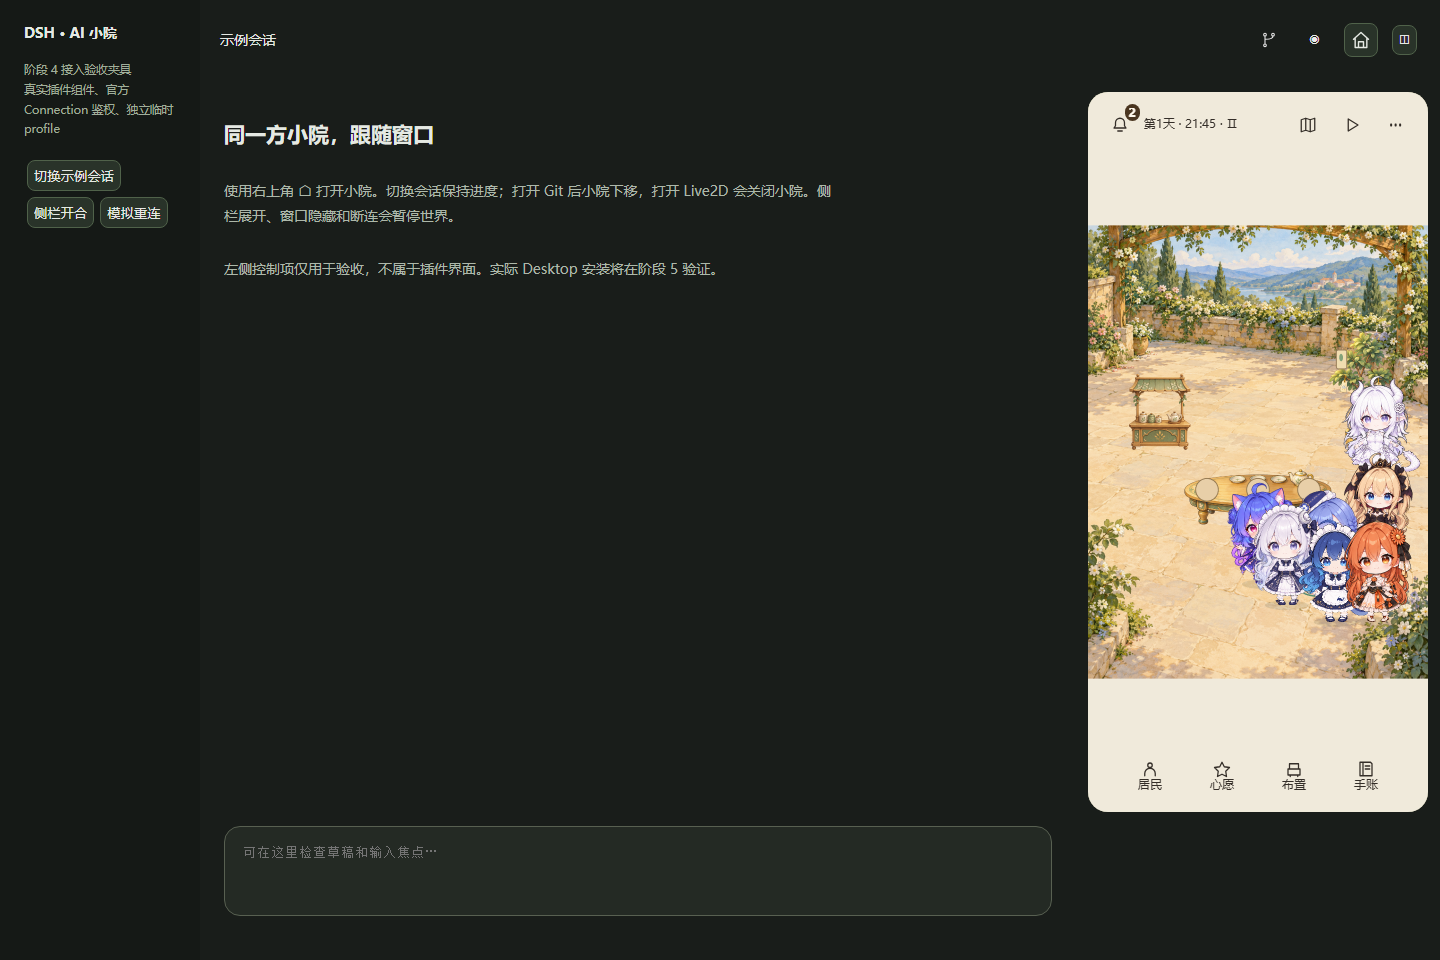 DSH • AI 小院
阶段 4 接入验收夹具
真实插件组件、官方
Connection 鉴权、独立临时
profile
切换示例会话
侧栏开合
模拟重连
示例会话
同一方小院，跟随窗口
使用右上角 ⌂ 打开小院。切换会话保持进度；打开 Git 后小院下移，打开 Live2D 会关闭小院。侧
栏展开、窗口隐藏和断连会暂停世界。
左侧控制项仅用于验收，不属于插件界面。实际 Desktop 安装将在阶段 5 验证。
可在这里检查草稿和输入焦点…
2
第1天 · 21:45 · II
居民
心愿
布置
手账